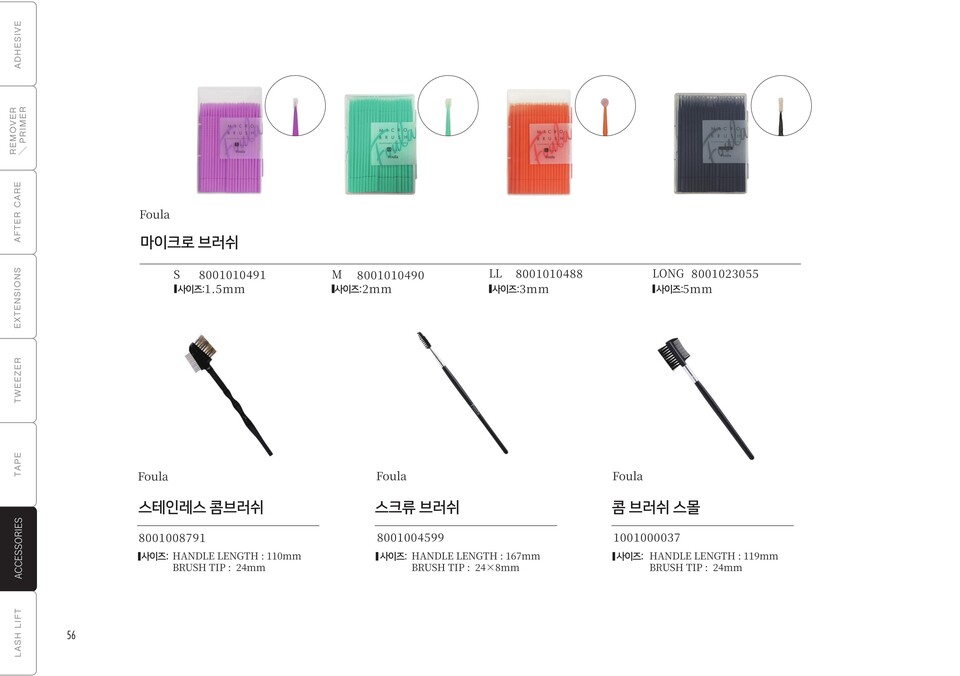 ADHESIVE
REMOVER
/ PRIMER
AFTER CARE
EXTENSIONS
TWEEZER
TAPE
ACCESSORIES
LASH LIFT
Foula
마이크로 브러쉬
S 8001010491
사이즈:1.5mm
M 8001010490
사이즈:2mm
LL 8001010488
사이즈:3mm
LONG 8001023055
사이즈:5mm
Foula
스테인레스 콤브러쉬
8001008791
사이즈: HANDLE LENGTH : 110mm
BRUSH TIP : 24mm
Foula
스크류 브러쉬
8001004599
사이즈: HANDLE LENGTH : 167mm
BRUSH TIP : 24×8mm
Foula
콤 브러쉬 스몰
1001000037
사이즈: HANDLE LENGTH : 119mm
BRUSH TIP : 24mm
56